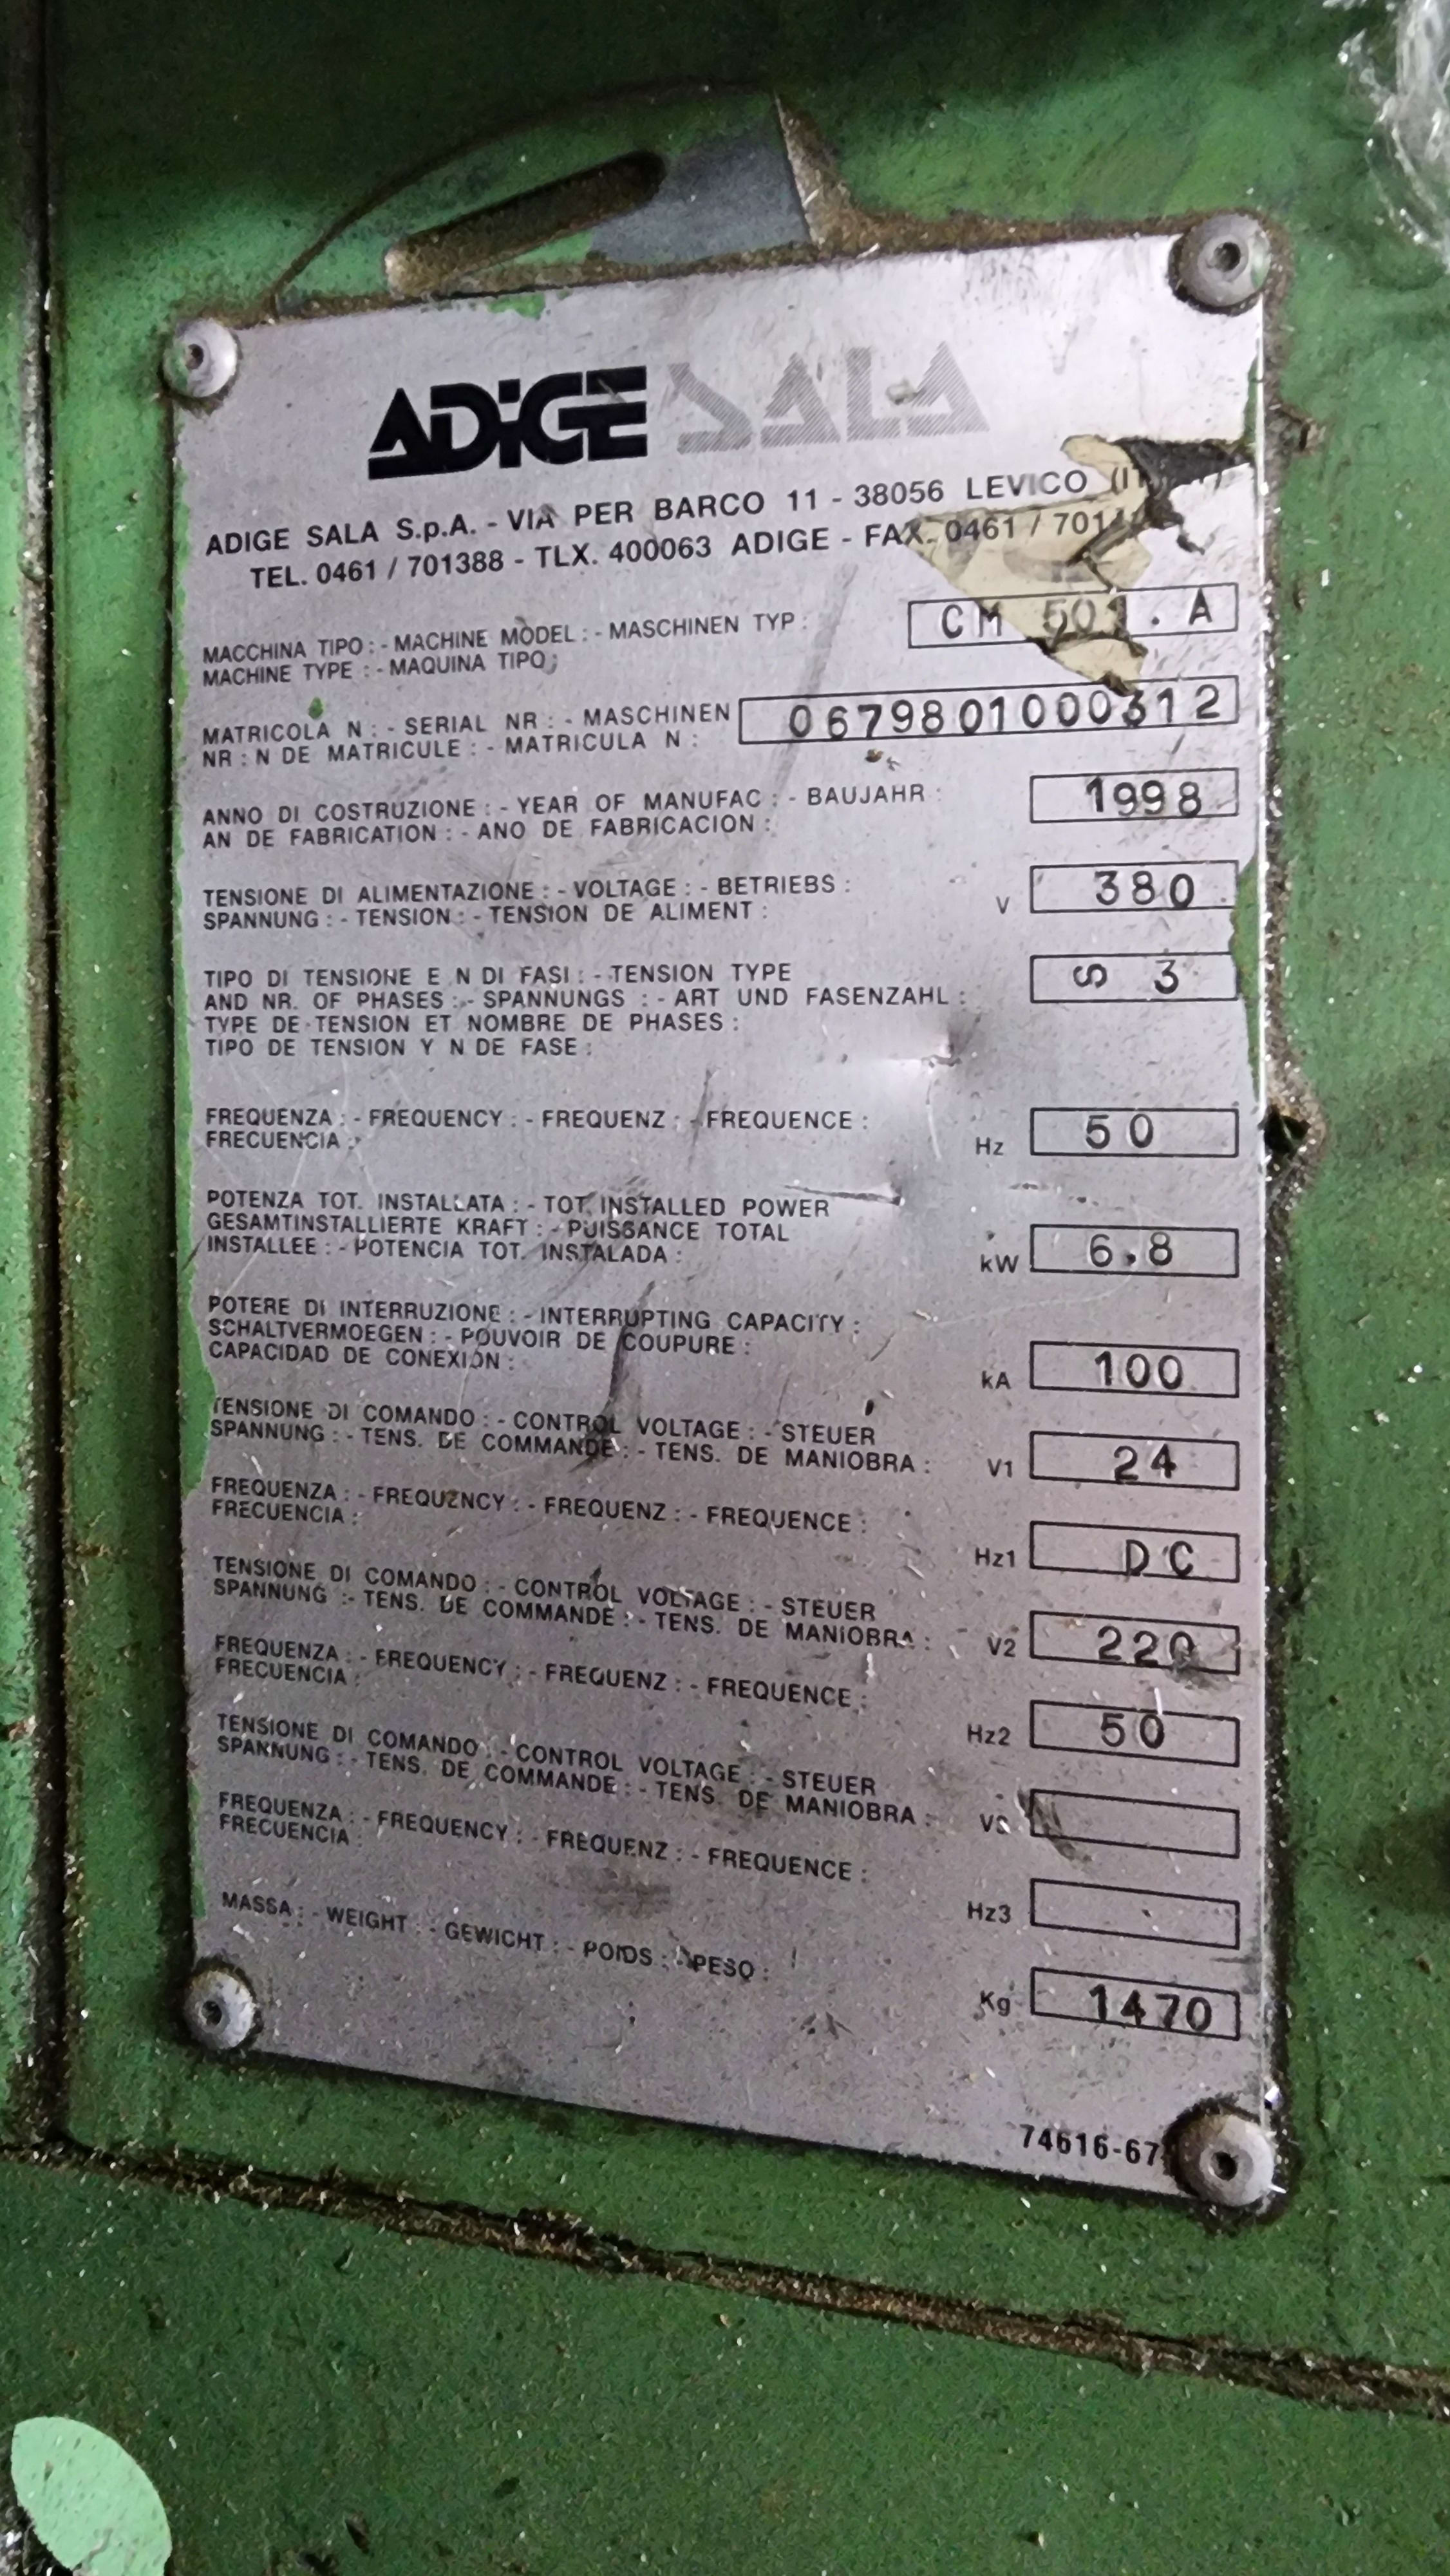 ADIGE SALA
ADIGE SALA S.p.A. - VIA PER BARCO 11 - 38056 LEVICO
TEL. 0461 / 701388 - TLX. 400063 ADIGE - FAX. 0461 /
MACCHINA TIPO : - MACHINE MODEL : - MASCHINEN TYP : CM 501 . A
MACHINE TYPE : - MAQUINA TIPO :
MATRICOLA N : - SERIAL NR : - MASCHINEN 0679801000312
NR : N DE MATRICULE : - MATRICULA N :
ANNO DI COSTRUZIONE : - YEAR OF MANUFAC : - BAUJAHR : 1998
AN DE FABRICATION : - ANO DE FABRICACION :
TENSIONE DI ALIMENTAZIONE : - VOLTAGE : - BETRIEBS : 380
SPANNUNG : - TENSION : - TENSION DE ALIMENT : V
TIPO DI TENSIONE E N DI FASI : - TENSION TYPE S 3
AND NR. OF PHASES : - SPANNUNGS : - ART UND FASENZAHL :
TYPE DE TENSION ET NOMBRE DE PHASES :
TIPO DE TENSION Y N DE FASE :
FREQUENZA : - FREQUENCY : - FREQUENZ : - FREQUENCE :
FRECUENCIA : Hz 50
POTENZA TOT. INSTALLATA : - TOT. INSTALLED POWER
GESAMTINSTALLIERTE KRAFT : - PUISSANCE TOTAL
INSTALLEE : - POTENCIA TOT. INSTALADA : kW 6.8
POTERE DI INTERRUZIONE : - INTERRUPTING CAPACITY :
SCHALTVERMOEGEN : - POUVOIR DE COUPURE :
CAPACIDAD DE CONEXION : kA 100
TENSIONE DI COMANDO : - CONTROL VOLTAGE : - STEUER
SPANNUNG : - TENS. DE COMMANDE : - TENS. DE MANIOBRA : V1 24
FREQUENZA : - FREQUENCY : - FREQUENZ : - FREQUENCE :
FRECUENCIA : Hz1 DC
TENSIONE DI COMANDO : - CONTROL VOLTAGE : - STEUER
SPANNUNG : - TENS. DE COMMANDE : - TENS. DE MANIOBRA : V2 220
FREQUENZA : - FREQUENCY : - FREQUENZ : - FREQUENCE :
FRECUENCIA : Hz2 50
TENSIONE DI COMANDO : - CONTROL VOLTAGE : - STEUER
SPANNUNG : - TENS. DE COMMANDE : - TENS. DE MANIOBRA : V3
FREQUENZA : - FREQUENCY : - FREQUENZ : - FREQUENCE :
FRECUENCIA : Hz3
MASSA : - WEIGHT : - GEWICHT : - POIDS : - PESO : Kg 1470
74616-67